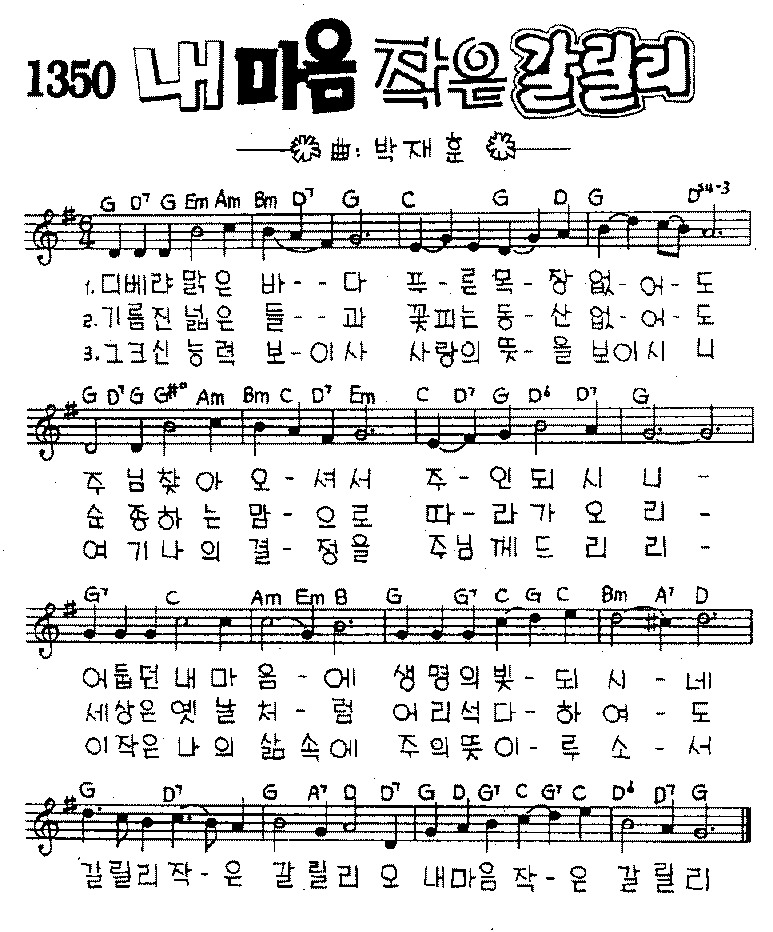 1350 내 마음 작은 갈릴리
曲: 박재훈
G D7 G Em Am Bm D7 G C G D G Dsus4-3
6/4
1. 디베랴 맑은 바--다 푸-른 목-장 없-어-도
2. 기름진 넓은 들--과 꽃피는 동-산 없-어-도
3. 그크신 능력 보-이사 사랑의 뜻-을 보이시니
G D7 G G#° Am Bm C D7 Em C D7 G D6 D7 G
주님찾아 오-셔서 주-인되시니-
순종하는 맘-으로 따-라가오리-
여기나의 결-정을 주님께드리리-
G7 C Am Em B G G7 C G C Bm A7 D
어둡던 내마음-에 생명의빛-되시-네
세상은 옛날처-럼 어리석다-하여-도
이작은 나의 삶속에 주의뜻이-루소-서
G D7 G A7 D D7 G D G7 C G7 C D6 D7 G
갈릴리작-은 갈릴리오 내마음작-은 갈릴리